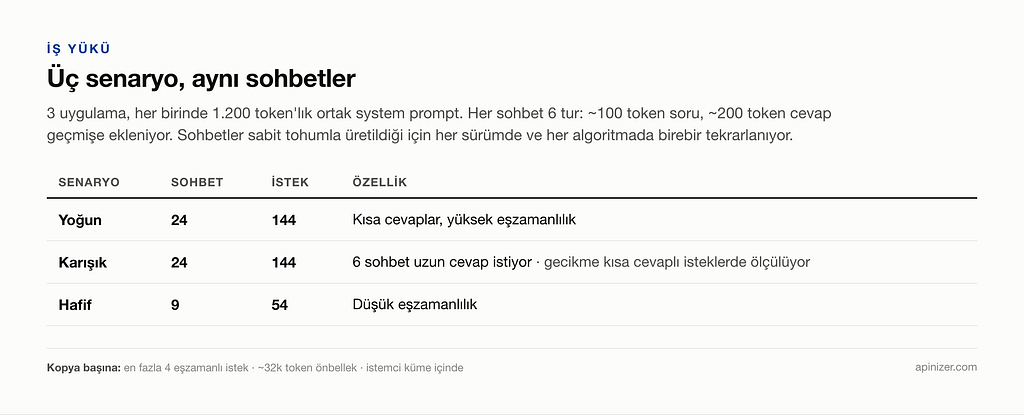 İŞ YÜKÜ
Üç senaryo, aynı sohbetler
3 uygulama, her birinde 1.200 token'lık ortak system prompt. Her sohbet 6 tur: ~100 token soru, ~200 token cevap
geçmişe ekleniyor. Sohbetler sabit tohumla üretildiği için her sürümde ve her algoritmada birebir tekrarlanıyor.
SENARYO SOHBET İSTEK ÖZELLİK
Yoğun 24 144 Kısa cevaplar, yüksek eşzamanlılık
Karışık 24 144 6 sohbet uzun cevap istiyor · gecikme kısa cevaplı isteklerde ölçülüyor
Hafif 9 54 Düşük eşzamanlılık
Kopya başına: en fazla 4 eşzamanlı istek · ~32k token önbellek · istemci küme içinde apinizer.com